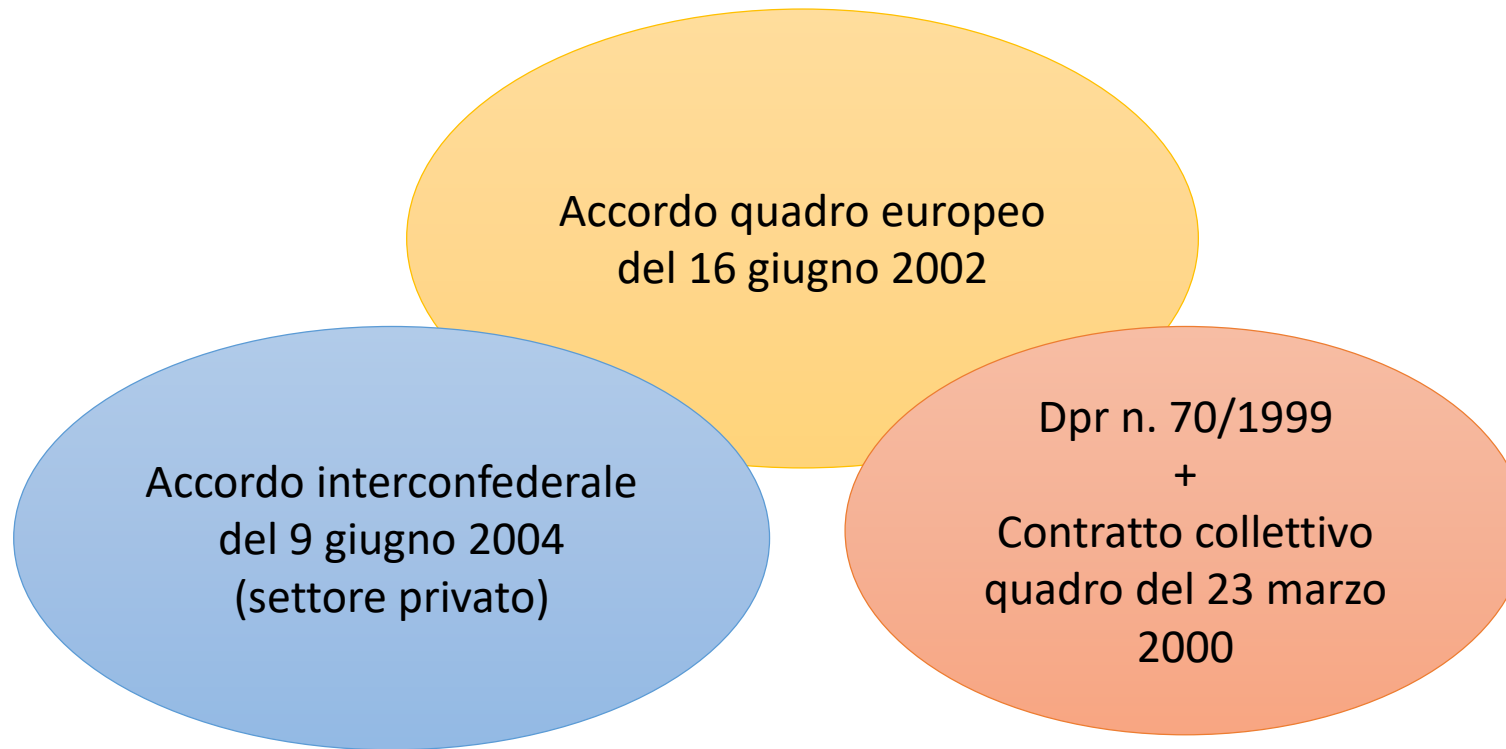 Accordo quadro europeo
del 16 giugno 2002
Accordo interconfederale
del 9 giugno 2004
(settore privato)
Dpr n. 70/1999
+
Contratto collettivo
quadro del 23 marzo
2000